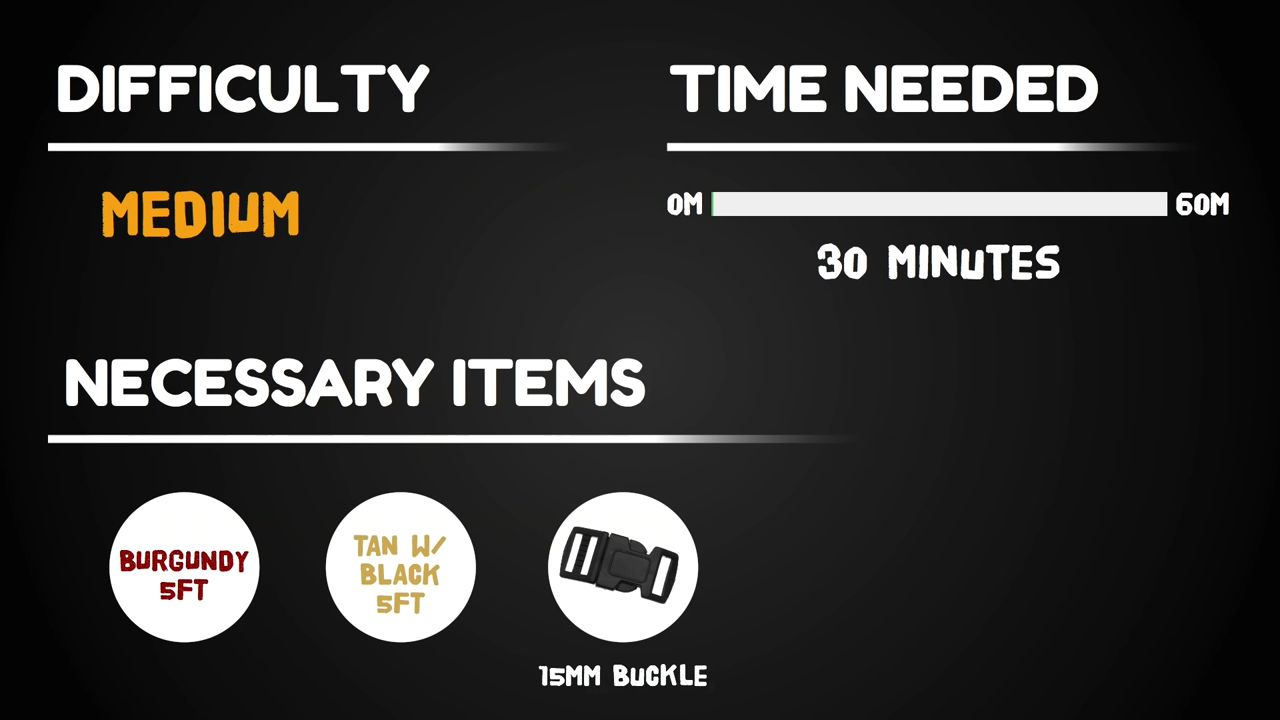 DIFFICULTY
MEDIUM
TIME NEEDED
0M 60M
30 MINUTES
NECESSARY ITEMS
BURGUNDY
5FT
TAN W/
BLACK
5FT
15MM BUCKLE